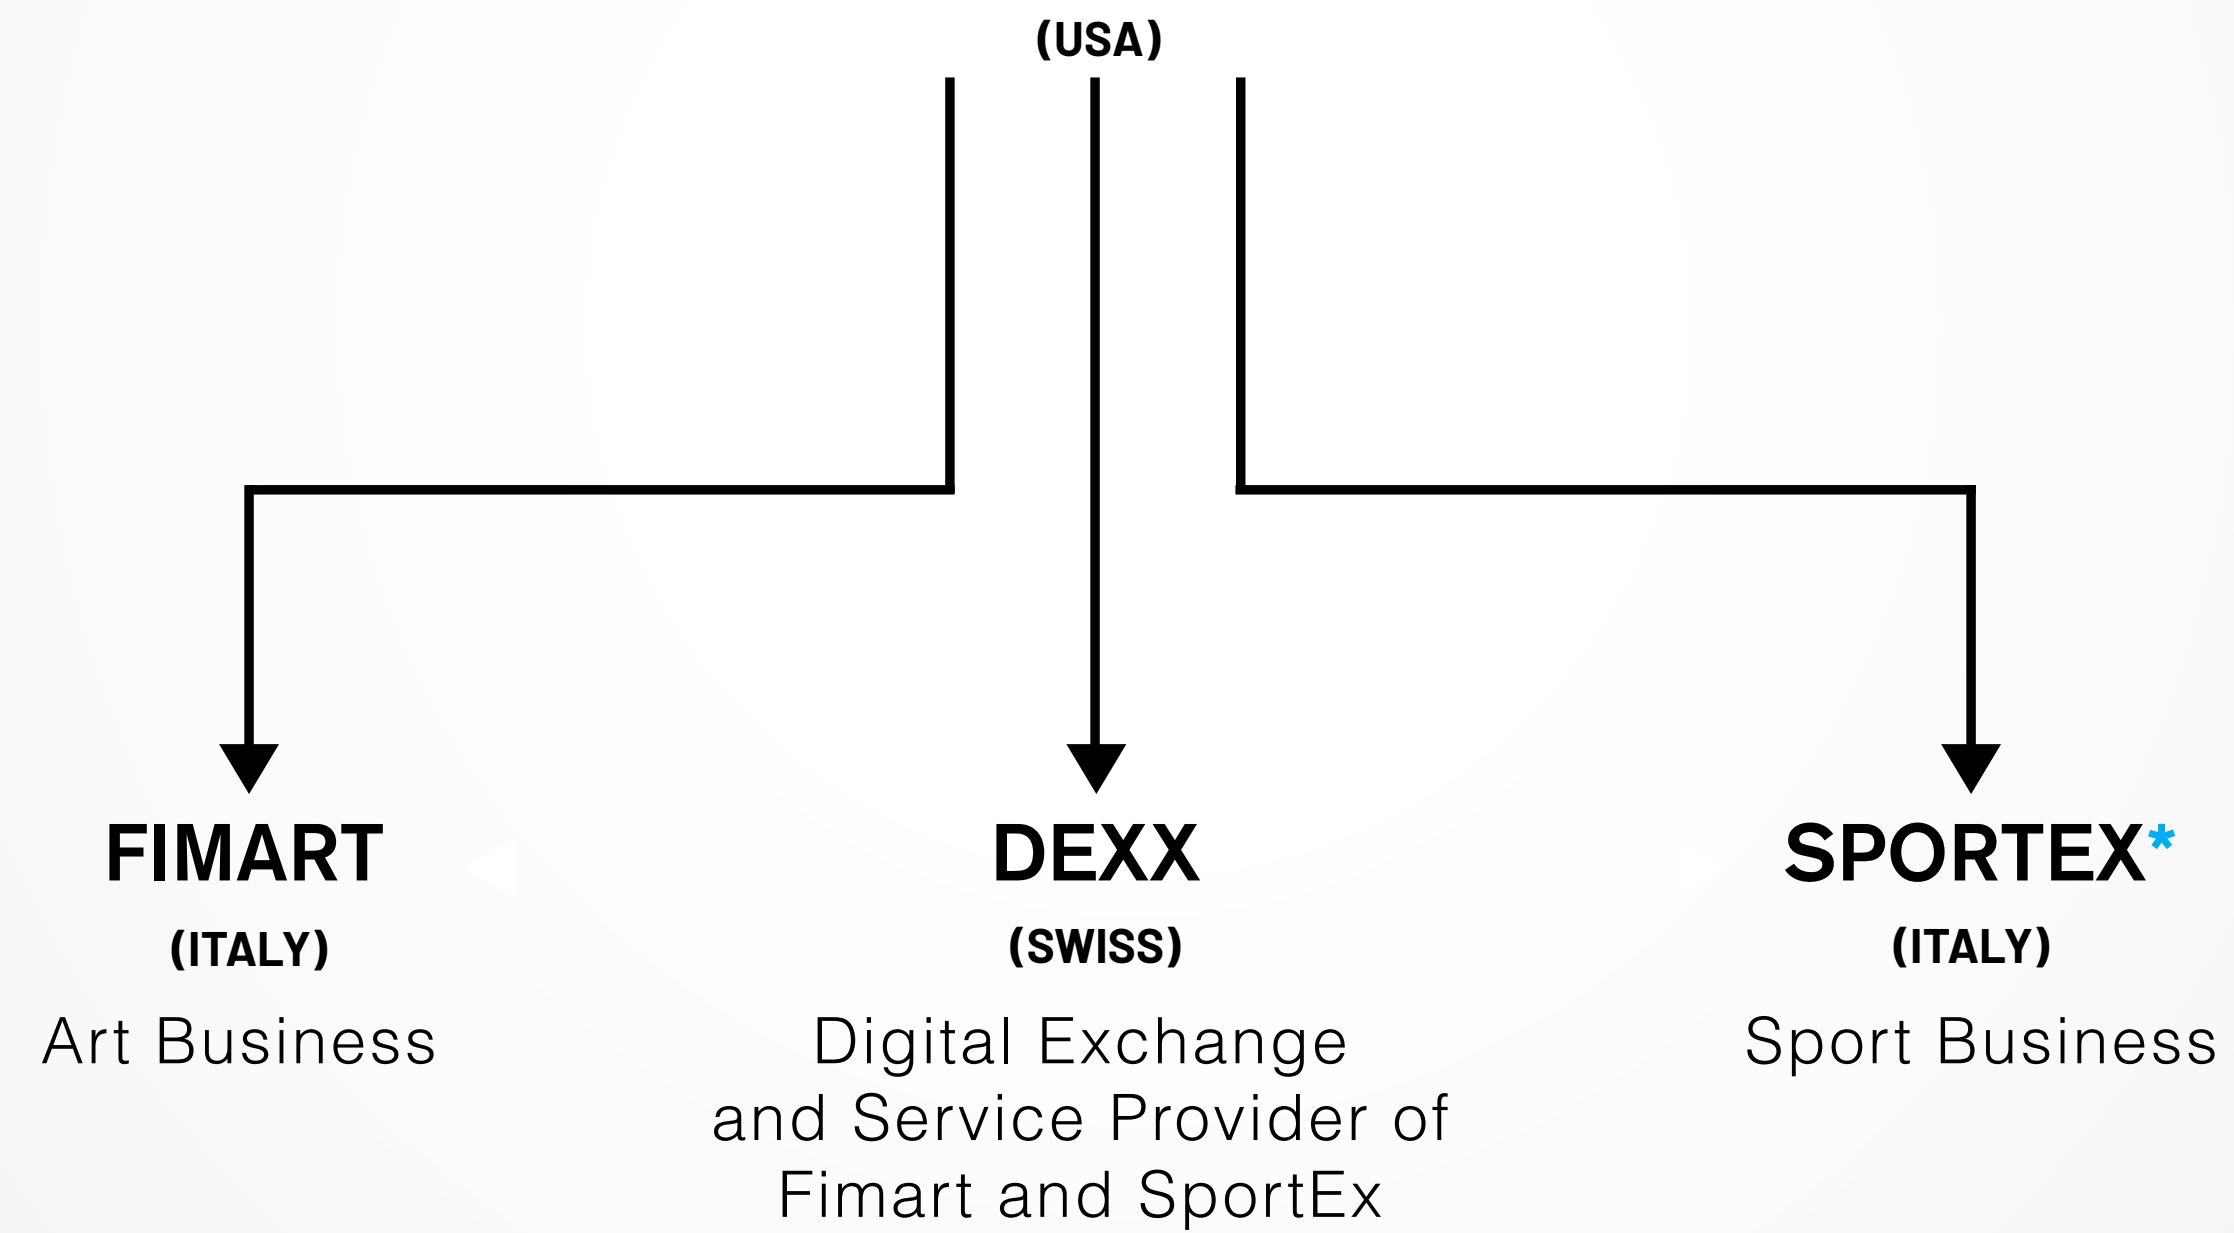 (USA)
FIMART
DEXX
SPORTEX*
(ITALY)
(SWISS)
(ITALY)
Art Business
Digital Exchange
and Service Provider of
Fimart and SportEx
Sport Business